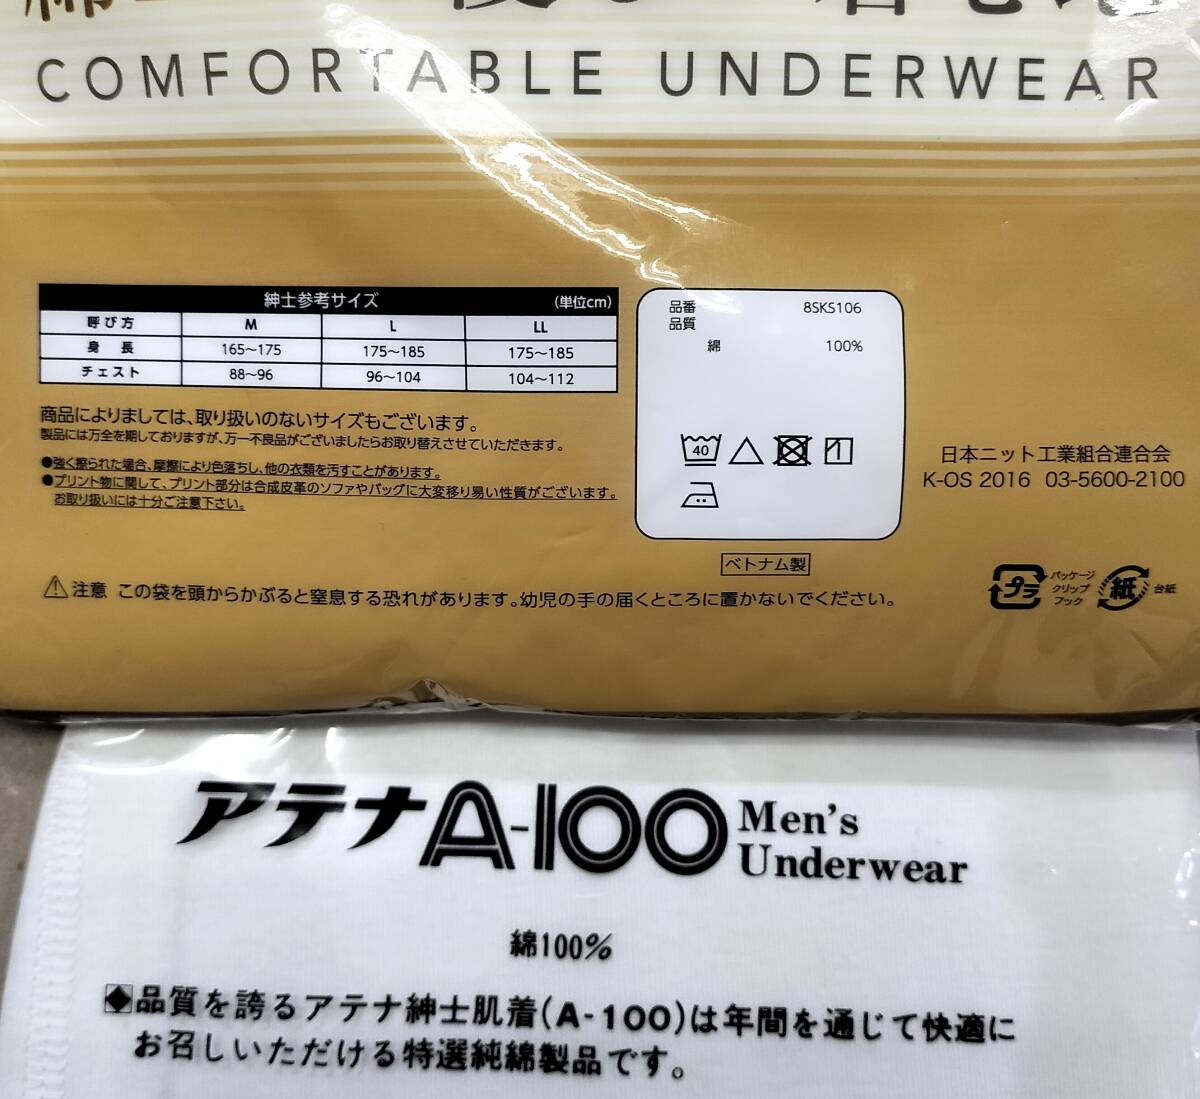 COMFORTABLE UNDERWEAR
紳士参考サイズ (単位cm)
呼び方 M L LL
身長 165〜175 175〜185 175〜185
チェスト 88〜96 96〜104 104〜112
商品によりましては、取り扱いのないサイズもございます。
製品には万全を期しておりますが、万一不良品がございましたらお取り替えさせていただきます。
●強く擦られた場合、摩擦により色落ちし、他の衣類を汚すことがあります。
●プリント物に関して、プリント部分は合成皮革のソファやバッグに大変移り易い性質がございます。
お取り扱いには十分ご注意下さい。
品番 8SKS106
品質
綿 100%
40
ベトナム製
日本ニット工業組合連合会
K-OS 2016 03-5600-2100
⚠注意 この袋を頭からかぶると窒息する恐れがあります。幼児の手の届くところに置かないでください。
プラ
パッケージ
クリップ
フック
紙 台紙
アテナA-100 Men's
Underwear
綿100%
◆品質を誇るアテナ紳士肌着(A-100)は年間を通じて快適に
お召しいただける特選純綿製品です。